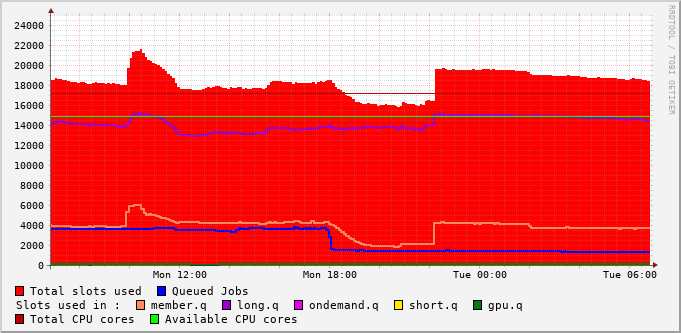 RRDTOOL / TOBI OETIKER
24000
22000
20000
18000
16000
14000
12000
10000
8000
6000
4000
2000
0
Mon 12:00 Mon 18:00 Tue 00:00 Tue 06:00
Total slots used Queued Jobs
Slots used in : member.q long.q ondemand.q short.q gpu.q
Total CPU cores Available CPU cores